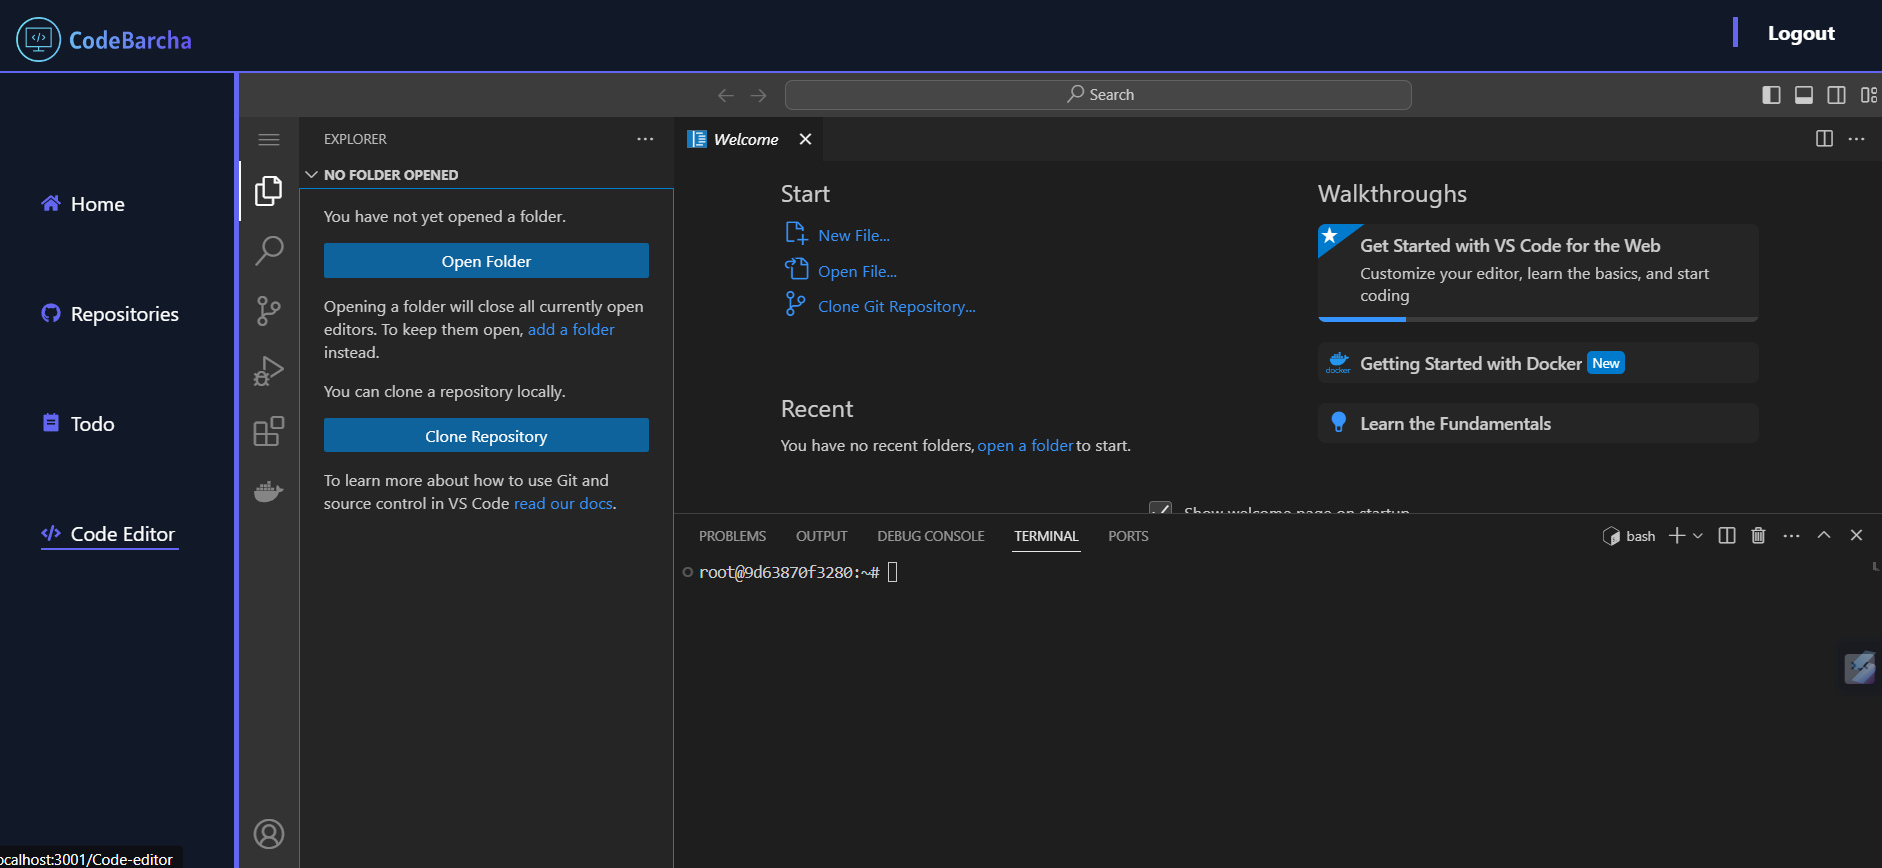 CodeBarcha
Logout
Home
Repositories
Todo
Code Editor
Search
EXPLORER
NO FOLDER OPENED
You have not yet opened a folder.
Open Folder
Opening a folder will close all currently open
editors. To keep them open, add a folder
instead.
You can clone a repository locally.
Clone Repository
To learn more about how to use Git and
source control in VS Code read our docs.
Welcome
Start
New File...
Open File...
Clone Git Repository...
Recent
You have no recent folders, open a folder to start.
Walkthroughs
Get Started with VS Code for the Web
Customize your editor, learn the basics, and start
coding
docker
Getting Started with Docker New
Learn the Fundamentals
Show welcome page on startup
PROBLEMS OUTPUT DEBUG CONSOLE TERMINAL PORTS
bash
root@9d63870f3280:~#
ocalhost:3001/Code-editor